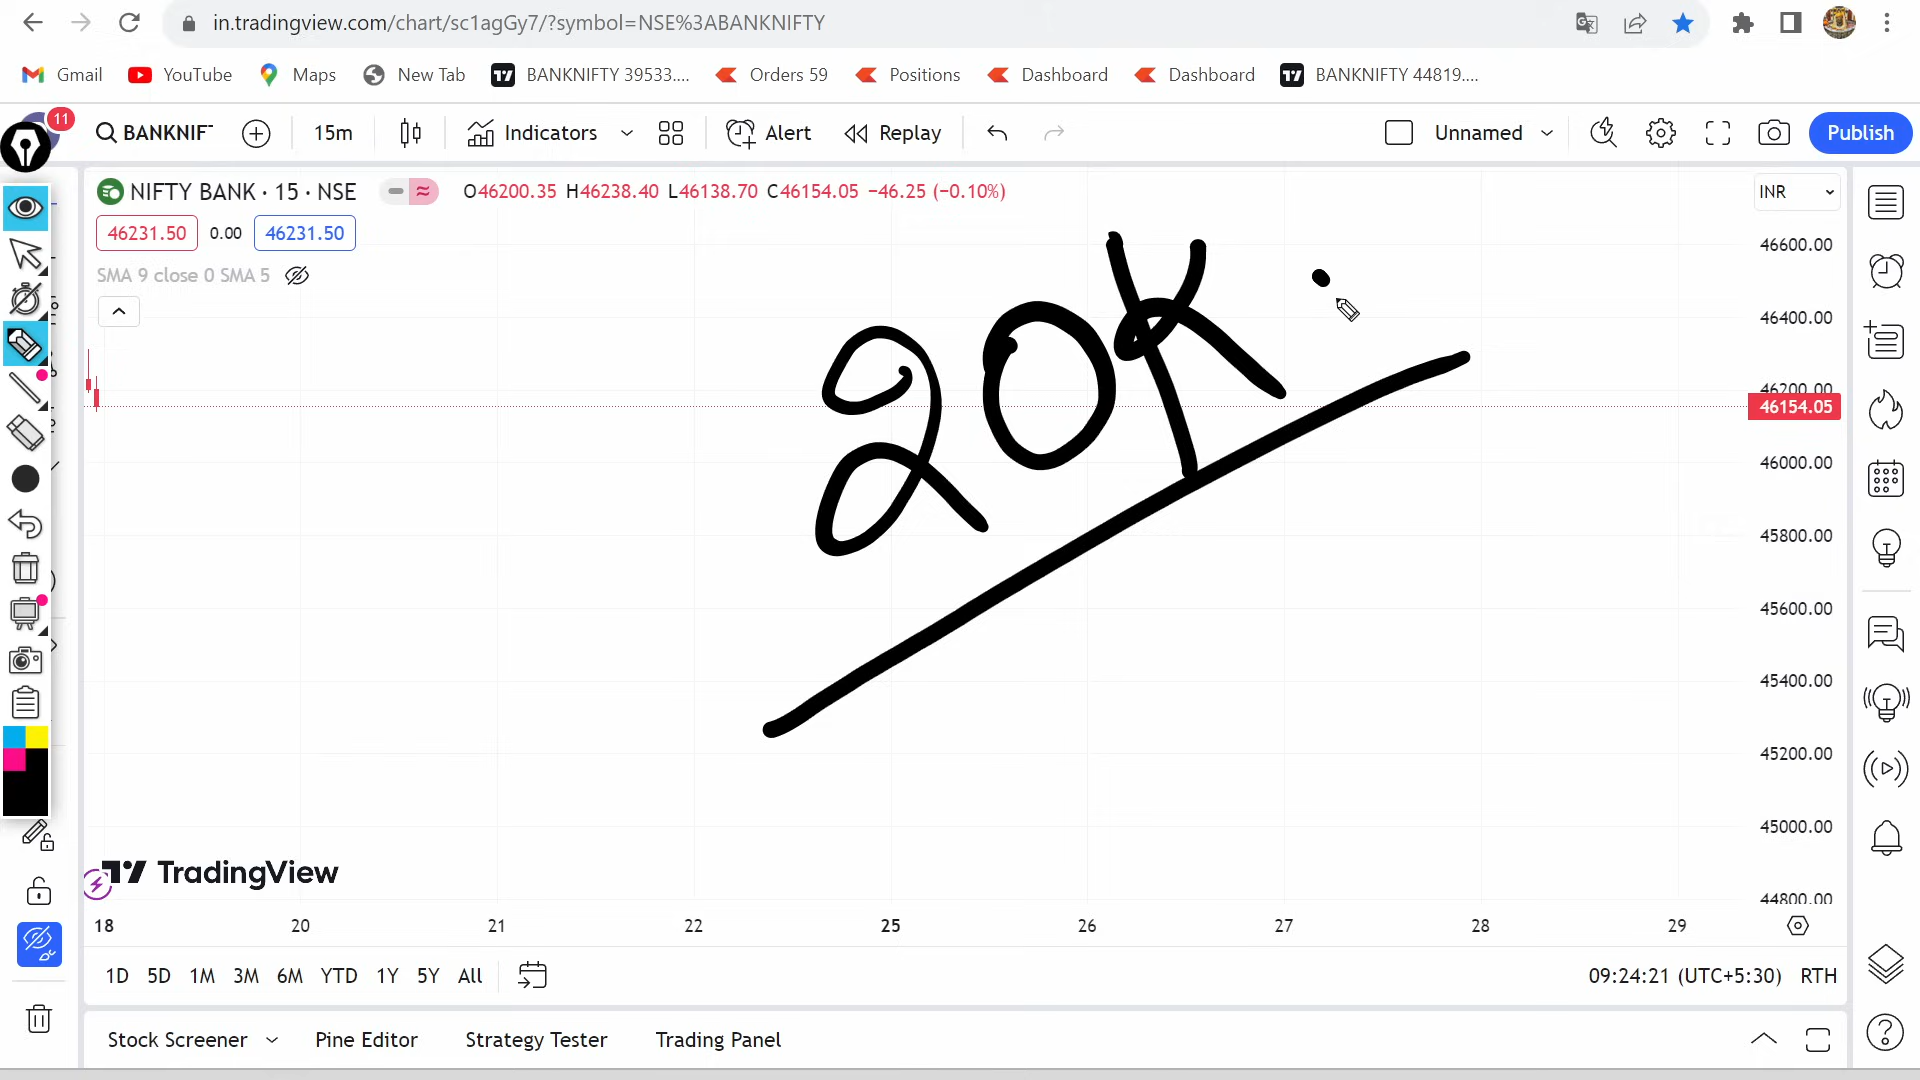 in.tradingview.com/chart/sc1agGy7/?symbol=NSE%3ABANKNIFTY
Gmail YouTube Maps New Tab BANKNIFTY 39533.... Orders 59 Positions Dashboard Dashboard BANKNIFTY 44819....
11
BANKNIF 15m Indicators Alert Replay Unnamed Publish
NIFTY BANK · 15 · NSE O46200.35 H46238.40 L46138.70 C46154.05 −46.25 (−0.10%) INR
46231.50 0.00 46231.50
SMA 9 close 0 SMA 5
20K
46600.00
46400.00
46200.00
46154.05
46000.00
45800.00
45600.00
45400.00
45200.00
45000.00
44800.00
TradingView
18 20 21 22 25 26 27 28 29
1D 5D 1M 3M 6M YTD 1Y 5Y All 09:24:21 (UTC+5:30) RTH
Stock Screener Pine Editor Strategy Tester Trading Panel